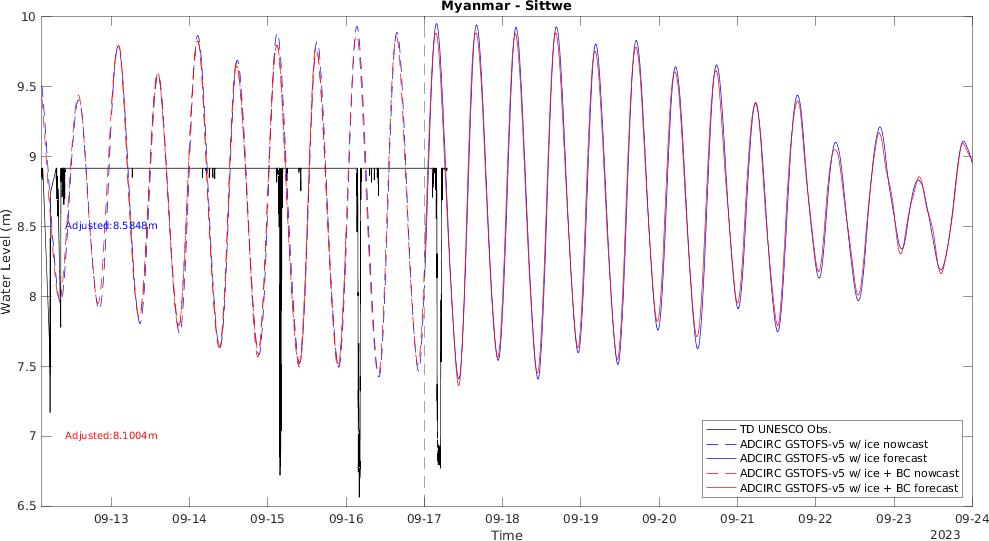 Myanmar - Sittwe
10
9.5
9
8.5
8
7.5
7
6.5
Water Level (m)
Adjusted:8.5848m
Adjusted:8.1004m
TD UNESCO Obs.
ADCIRC GSTOFS-v5 w/ ice nowcast
ADCIRC GSTOFS-v5 w/ ice forecast
ADCIRC GSTOFS-v5 w/ ice + BC nowcast
ADCIRC GSTOFS-v5 w/ ice + BC forecast
09-13 09-14 09-15 09-16 09-17 09-18 09-19 09-20 09-21 09-22 09-23 09-24
Time
2023